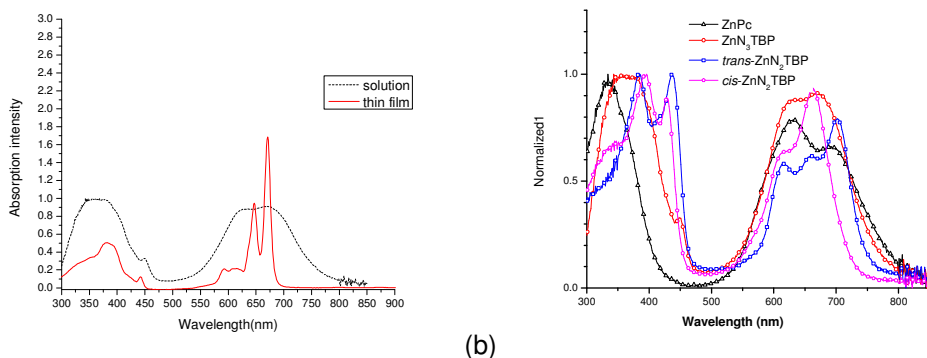 3.0
2.8
2.6
2.4
2.2
2.0
1.8
1.6
1.4
1.2
1.0
0.8
0.6
0.4
0.2
0.0
Absorption intensity
solution
thin film
300 350 400 450 500 550 600 650 700 750 800 850 900
Wavelength(nm)
(b)
ZnPc
ZnN₃TBP
trans-ZnN₂TBP
cis-ZnN₂TBP
1.0
0.5
0.0
Normalized1
300 400 500 600 700 800
Wavelength (nm)